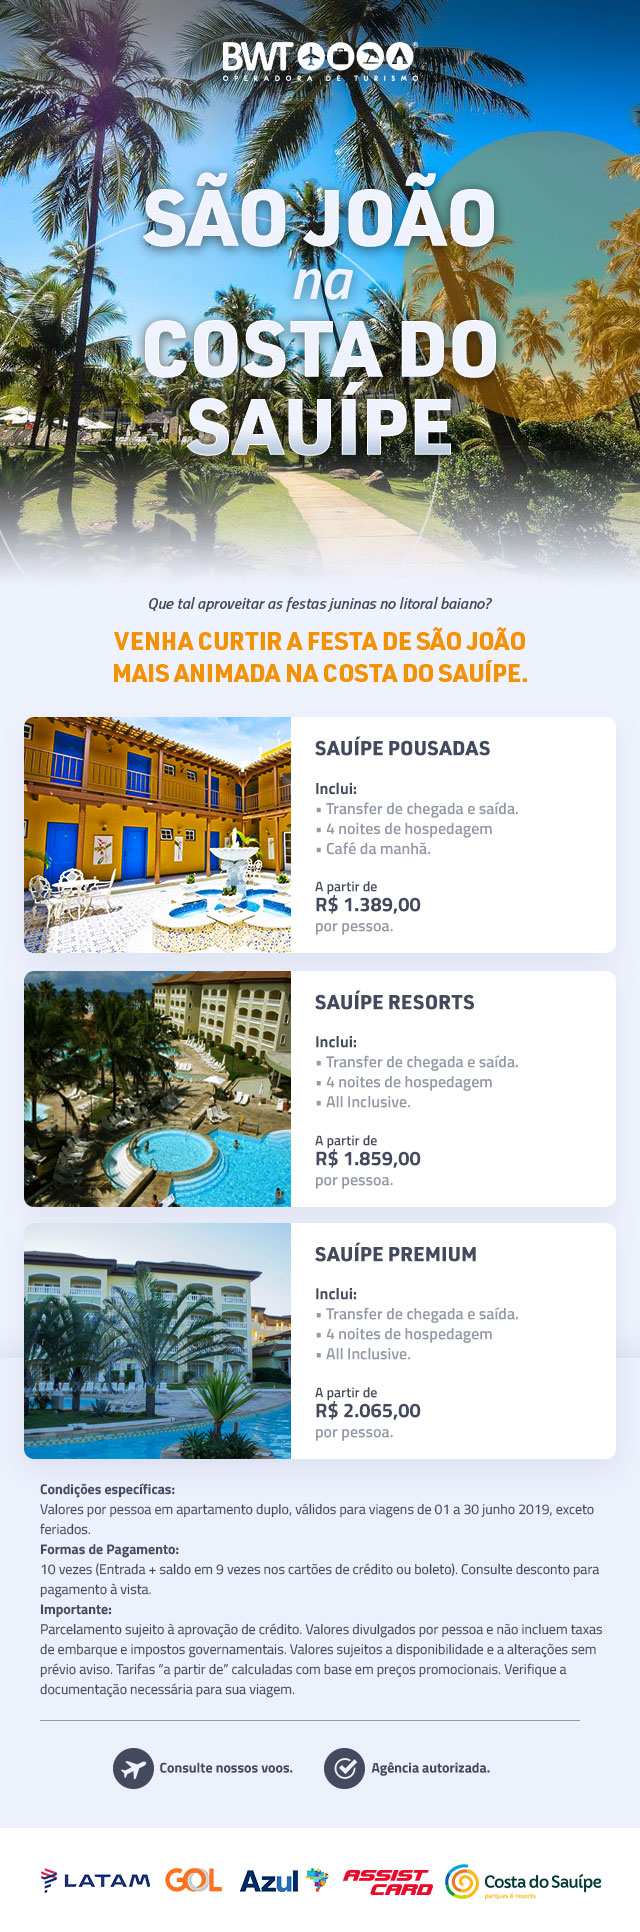 BWT
OPERADORA DE TURISMO
SÃO JOÃO
na
COSTA DO
SAUÍPE
Que tal aproveitar as festas juninas no litoral baiano?
VENHA CURTIR A FESTA DE SÃO JOÃO
MAIS ANIMADA NA COSTA DO SAUÍPE.
SAUÍPE POUSADAS
Inclui:
▪ Transfer de chegada e saída.
▪ 4 noites de hospedagem
▪ Café da manhã.
A partir de
R$ 1.389,00
por pessoa.
SAUÍPE RESORTS
Inclui:
▪ Transfer de chegada e saída.
▪ 4 noites de hospedagem
▪ All Inclusive.
A partir de
R$ 1.859,00
por pessoa.
SAUÍPE PREMIUM
Inclui:
▪ Transfer de chegada e saída.
▪ 4 noites de hospedagem
▪ All Inclusive.
A partir de
R$ 2.065,00
por pessoa.
Condições específicas:
Valores por pessoa em apartamento duplo, válidos para viagens de 01 a 30 junho 2019, exceto
feriados.
Formas de Pagamento:
10 vezes (Entrada + saldo em 9 vezes nos cartões de crédito ou boleto). Consulte desconto para
pagamento à vista.
Importante:
Parcelamento sujeito à aprovação de crédito. Valores divulgados por pessoa e não incluem taxas
de embarque e impostos governamentais. Valores sujeitos a disponibilidade e a alterações sem
prévio aviso. Tarifas “a partir de” calculadas com base em preços promocionais. Verifique a
documentação necessária para sua viagem.
Consulte nossos voos. Agência autorizada.
LATAM GOL Azul ASSIST CARD Costa do Sauípe
parques & resorts